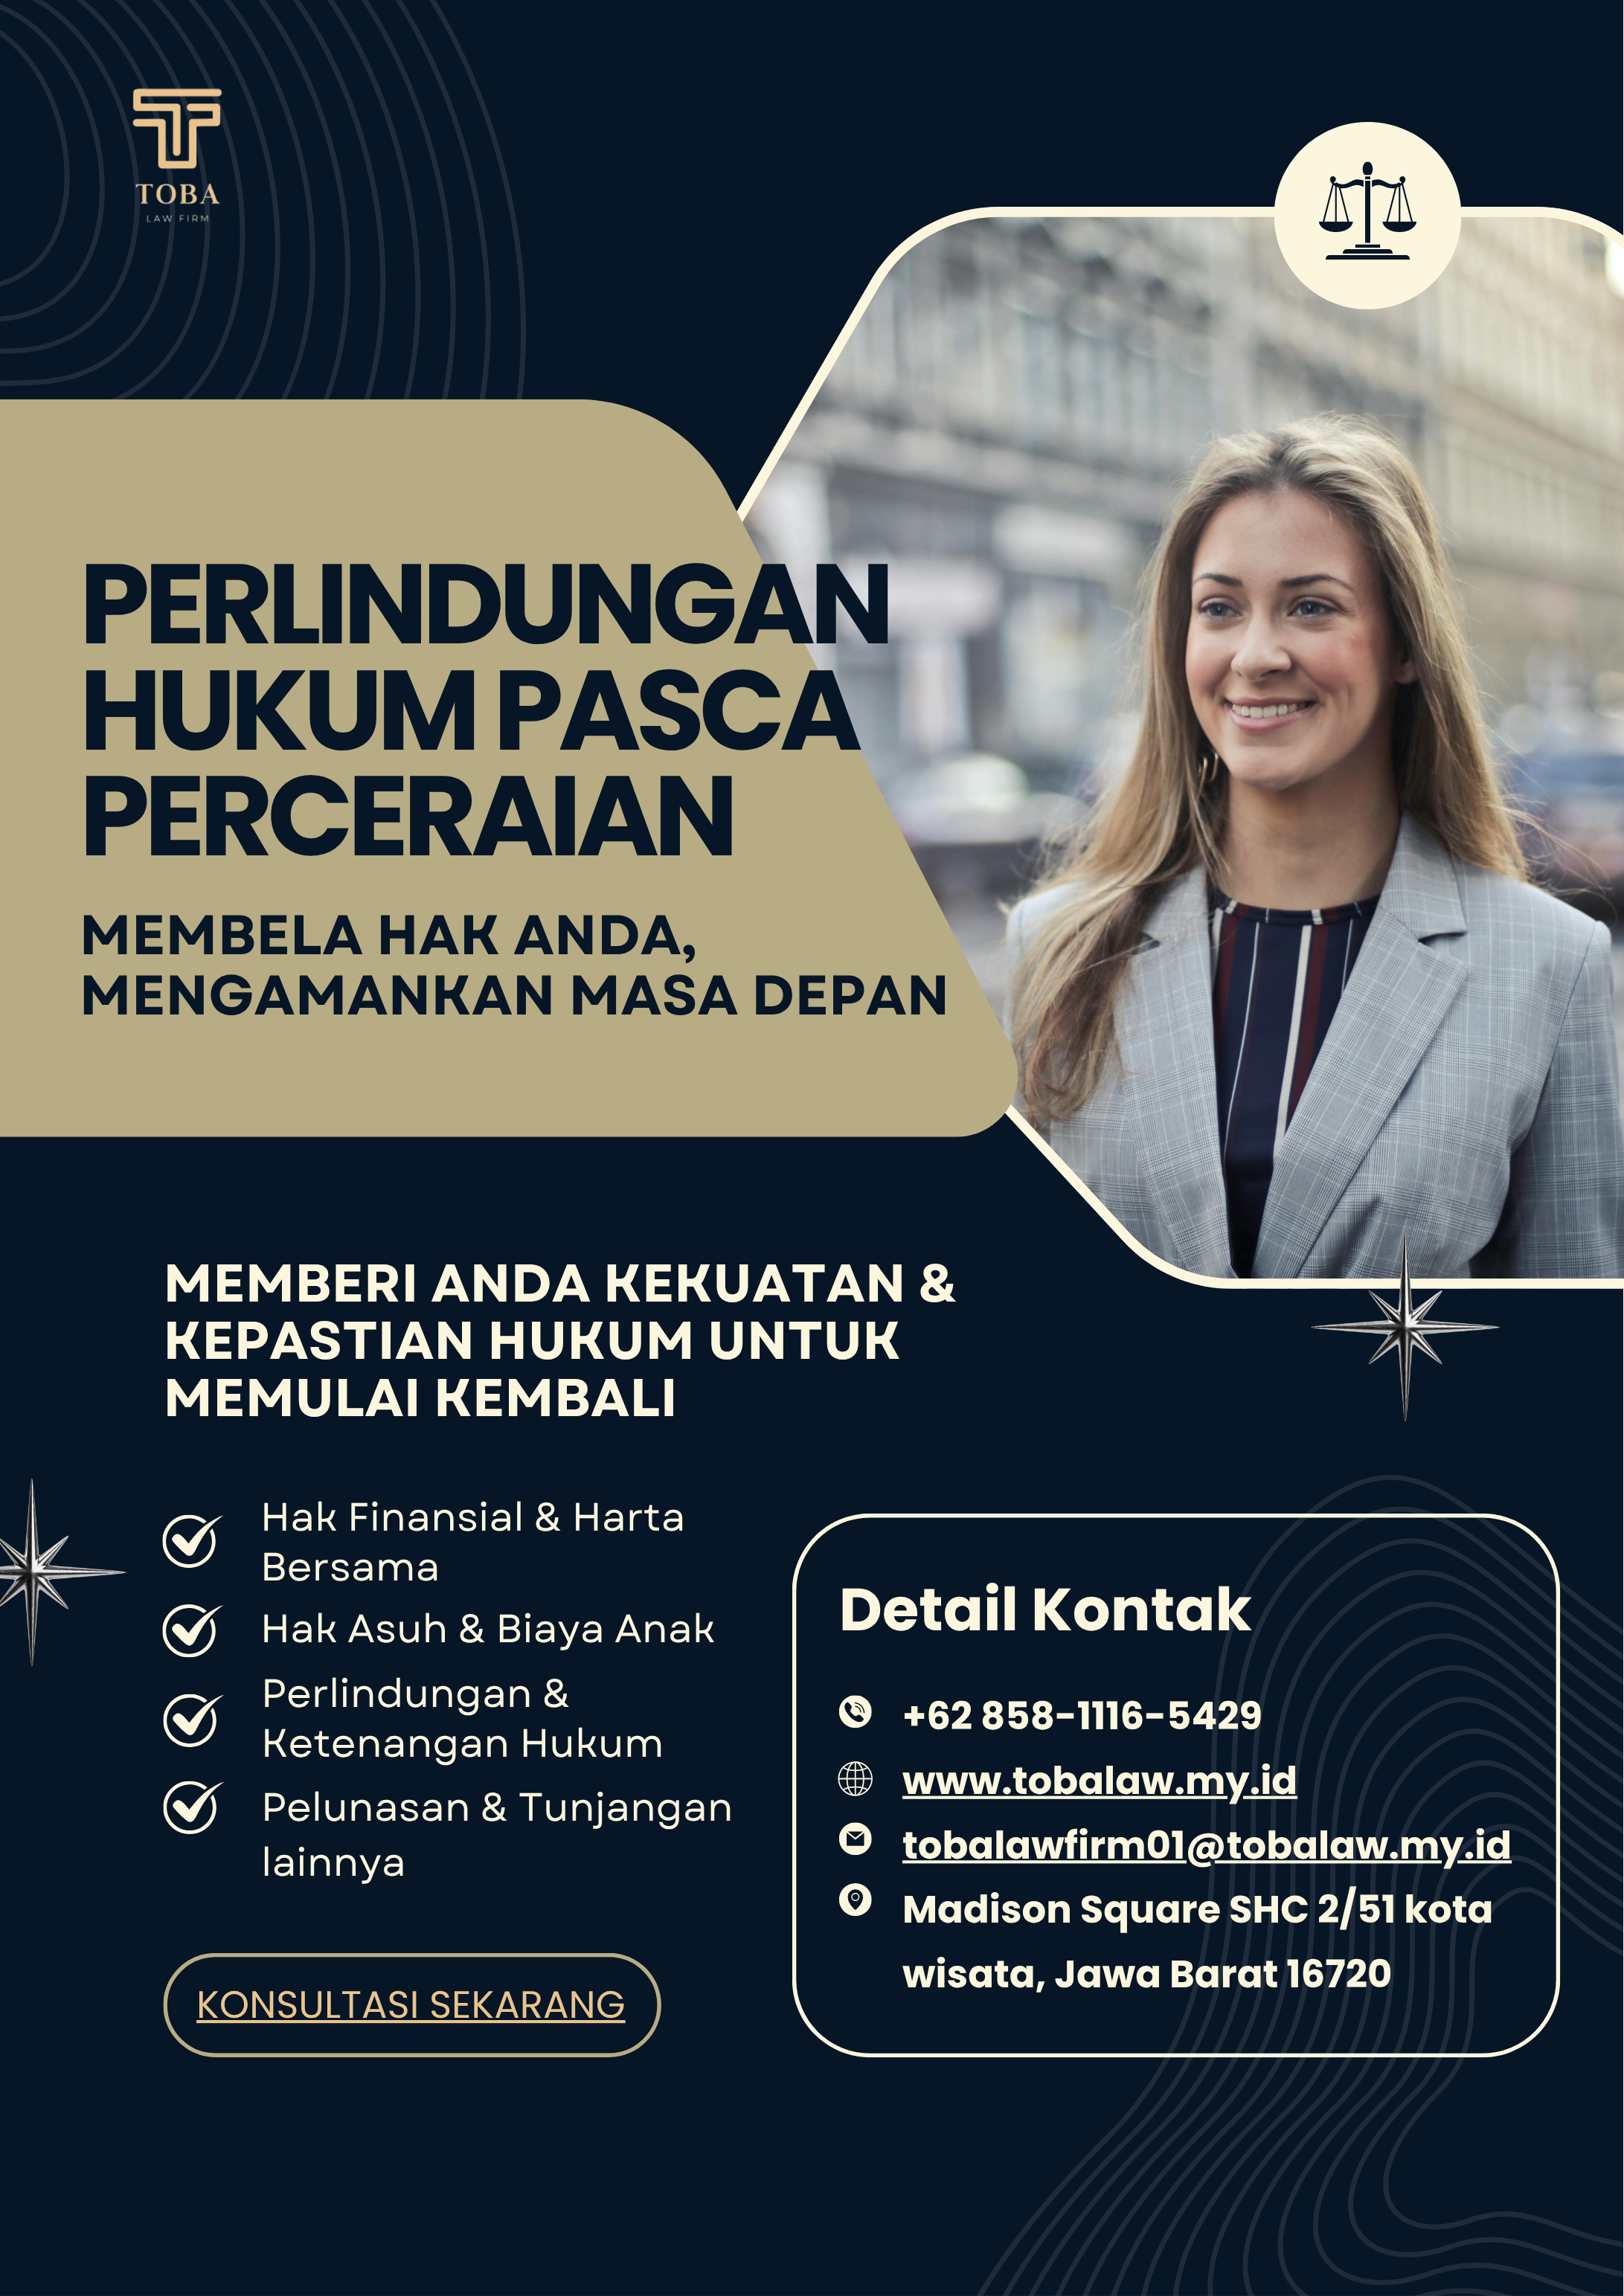 TOBA
LAW FIRM
PERLINDUNGAN
HUKUM PASCA
PERCERAIAN
MEMBELA HAK ANDA,
MENGAMANKAN MASA DEPAN
MEMBERI ANDA KEKUATAN &
KEPASTIAN HUKUM UNTUK
MEMULAI KEMBALI
Hak Finansial & Harta
Bersama
Hak Asuh & Biaya Anak
Perlindungan &
Ketenangan Hukum
Pelunasan & Tunjangan
lainnya
KONSULTASI SEKARANG
Detail Kontak
+62 858-1116-5429
www.tobalaw.my.id
tobalawfirm01@tobalaw.my.id
Madison Square SHC 2/51 kota
wisata, Jawa Barat 16720